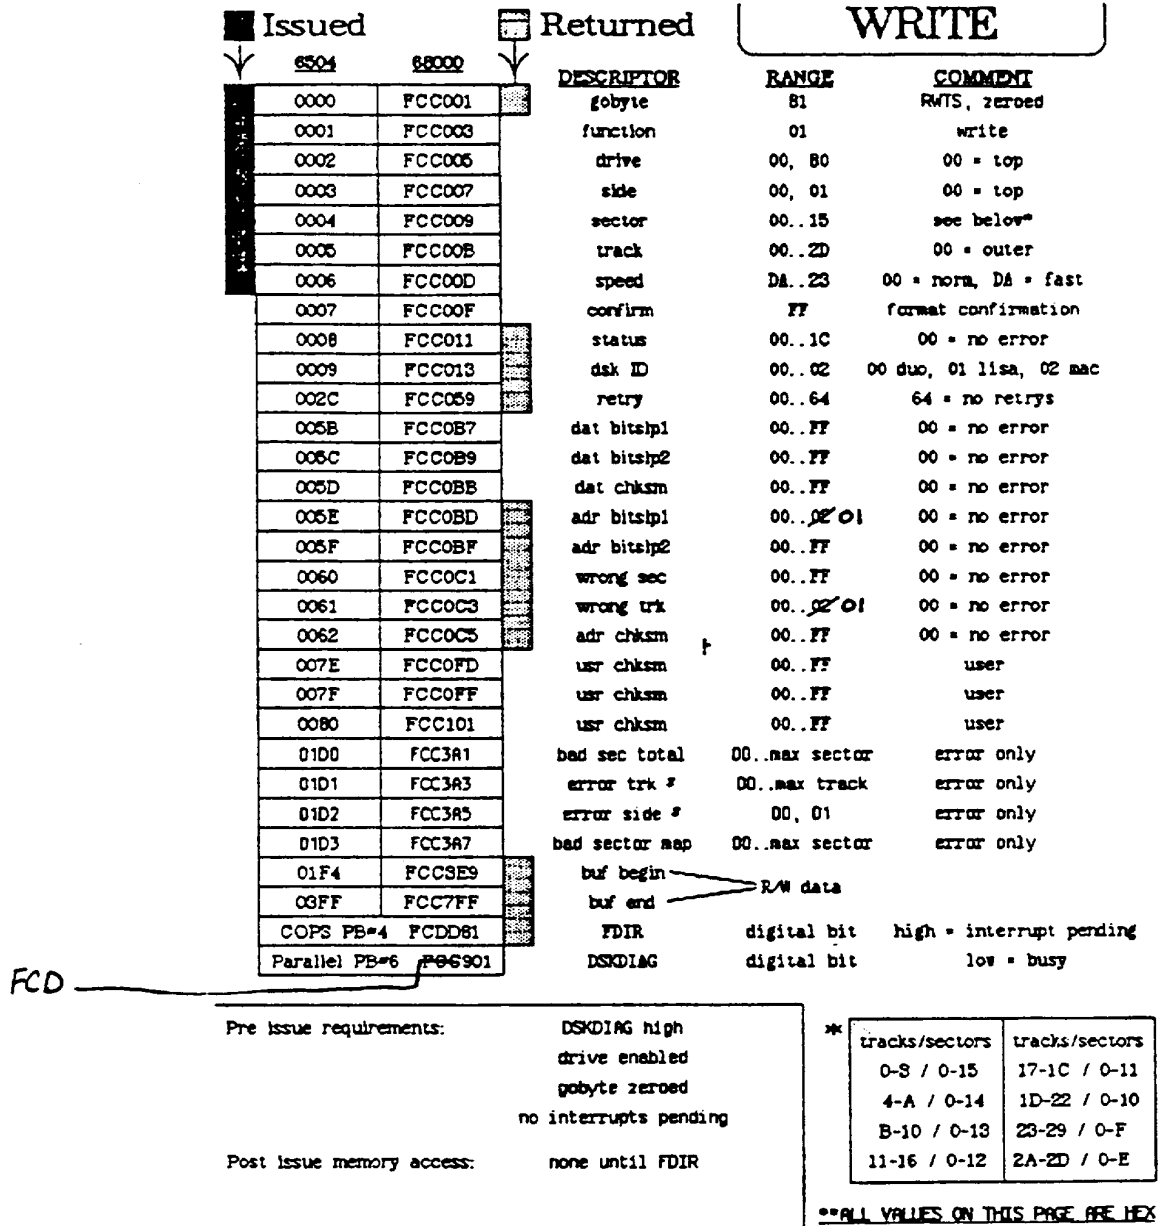 Issued Returned WRITE
6504 68000 DESCRIPTOR RANGE COMMENT
0000 FCC001 gobyte 81 RWTS, zeroed
0001 FCC003 function 01 write
0002 FCC005 drive 00, 80 00 = top
0003 FCC007 side 00, 01 00 = top
0004 FCC009 sector 00..15 see below*
0005 FCC00B track 00..2D 00 = outer
0006 FCC00D speed DA..23 00 = norm, DA = fast
0007 FCC00F confirm FF format confirmation
0008 FCC011 status 00..1C 00 = no error
0009 FCC013 dsk ID 00..02 00 duo, 01 lisa, 02 mac
002C FCC059 retry 00..64 64 = no retrys
005B FCC0B7 dat bitslp1 00..FF 00 = no error
005C FCC0B9 dat bitslp2 00..FF 00 = no error
005D FCC0BB dat chksm 00..FF 00 = no error
005E FCC0BD adr bitslp1 00..02 01 00 = no error
005F FCC0BF adr bitslp2 00..FF 00 = no error
0060 FCC0C1 wrong sec 00..FF 00 = no error
0061 FCC0C3 wrong trk 00..02 01 00 = no error
0062 FCC0C5 adr chksm 00..FF 00 = no error
007E FCC0FD usr chksm 00..FF user
007F FCC0FF usr chksm 00..FF user
0080 FCC101 usr chksm 00..FF user
01D0 FCC3A1 bad sec total 00..max sector error only
01D1 FCC3A3 error trk # 00..max track error only
01D2 FCC3A5 error side # 00, 01 error only
01D3 FCC3A7 bad sector map 00..max sector error only
01F4 FCC3E9 buf begin
R/W data
03FF FCC7FF buf end
COPS PB#4 FCDD81 FDIR digital bit high = interrupt pending
Parallel PB#6 FCC901 DSKDIAG digital bit low = busy
FCD
Pre issue requirements: DSKDIAG high
drive enabled
gobyte zeroed
no interrupts pending
Post issue memory access: none until FDIR
* tracks/sectors tracks/sectors
0-3 / 0-15 17-1C / 0-11
4-A / 0-14 1D-22 / 0-10
B-10 / 0-13 23-29 / 0-F
11-16 / 0-12 2A-2D / 0-E
**ALL VALUES ON THIS PAGE ARE HEX